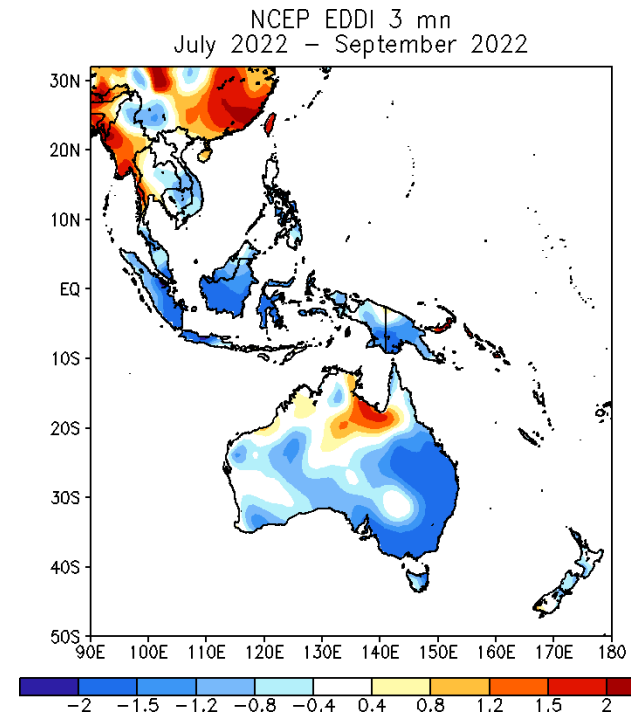 NCEP EDDI 3 mn
July 2022 – September 2022
30N
20N
10N
EQ
10S
20S
30S
40S
50S
90E 100E 110E 120E 130E 140E 150E 160E 170E 180
−2 −1.5 −1.2 −0.8 −0.4 0.4 0.8 1.2 1.5 2